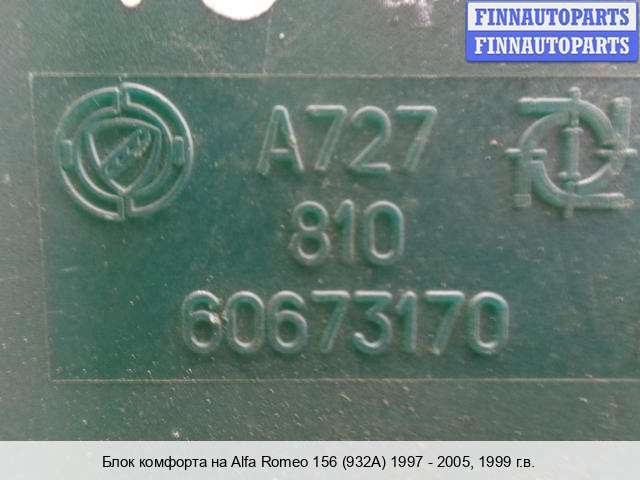 FINNAUTOPARTS
FINNAUTOPARTS
A727
810
60673170
Блок комфорта на Alfa Romeo 156 (932A) 1997 - 2005, 1999 г.в.